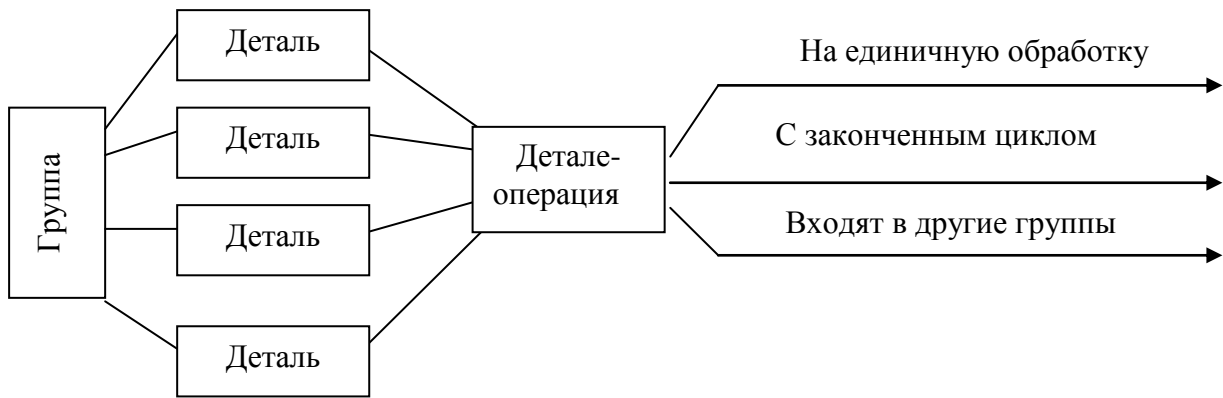 Группа
Деталь
Деталь
Деталь
Деталь
Детале-
операция
На единичную обработку
С законченным циклом
Входят в другие группы